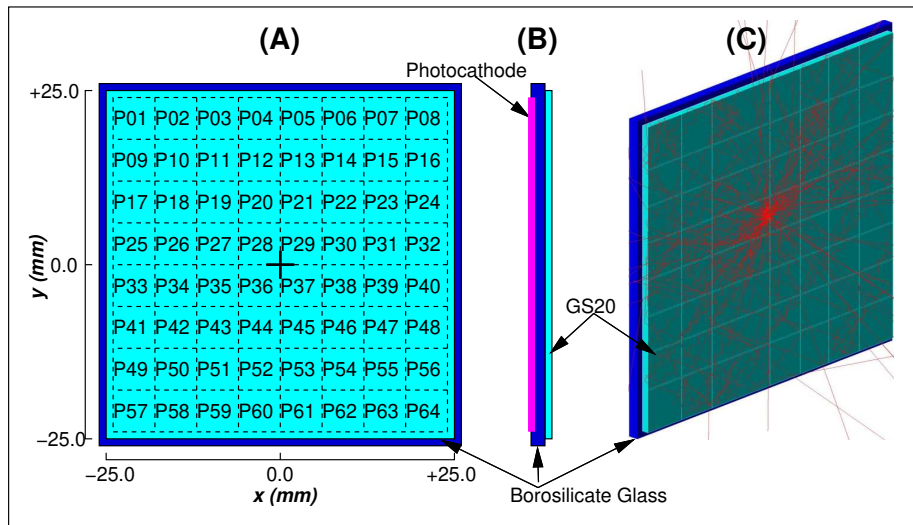 (A)
(B)
(C)
Photocathode
+25.0
P01 P02 P03 P04 P05 P06 P07 P08
P09 P10 P11 P12 P13 P14 P15 P16
P17 P18 P19 P20 P21 P22 P23 P24
P25 P26 P27 P28 P29 P30 P31 P32
y (mm)
0.0
P33 P34 P35 P36 P37 P38 P39 P40
GS20
P41 P42 P43 P44 P45 P46 P47 P48
P49 P50 P51 P52 P53 P54 P55 P56
P57 P58 P59 P60 P61 P62 P63 P64
−25.0
−25.0 0.0 +25.0
x (mm)
Borosilicate Glass